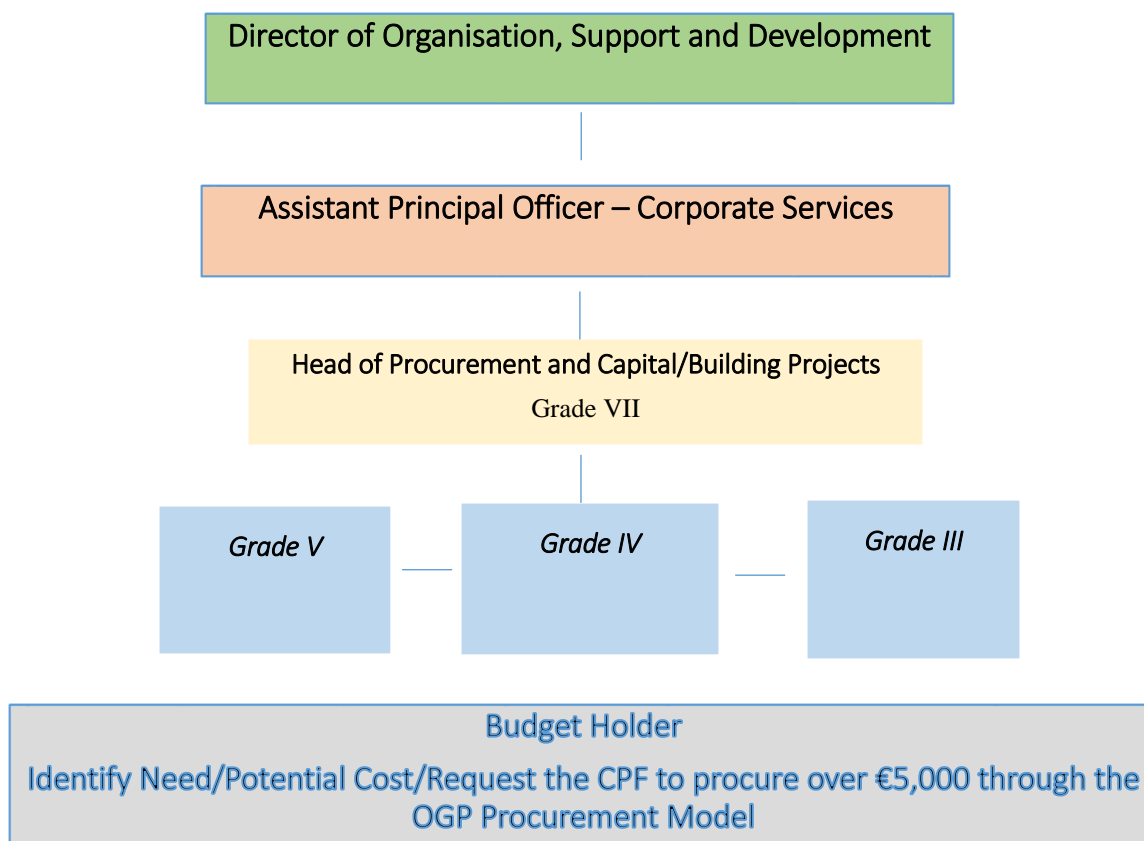 Director of Organisation, Support and Development
Assistant Principal Officer – Corporate Services
Head of Procurement and Capital/Building Projects
Grade VII
Grade V
Grade IV
Grade III
Budget Holder
Identify Need/Potential Cost/Request the CPF to procure over €5,000 through the
OGP Procurement Model